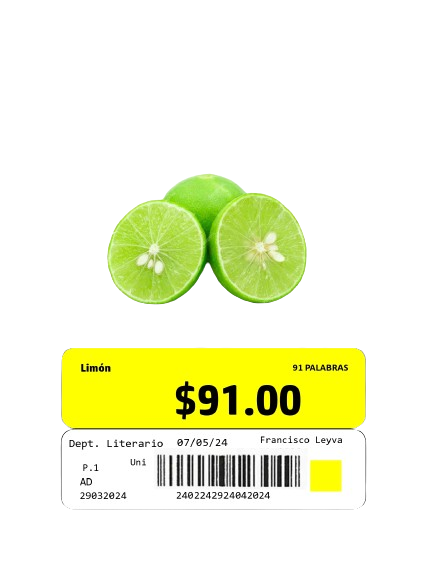 Limón
91 PALABRAS
$91.00
Dept. Literario 07/05/24 Francisco Leyva
P.1
Uni
AD
29032024
2402242924042024